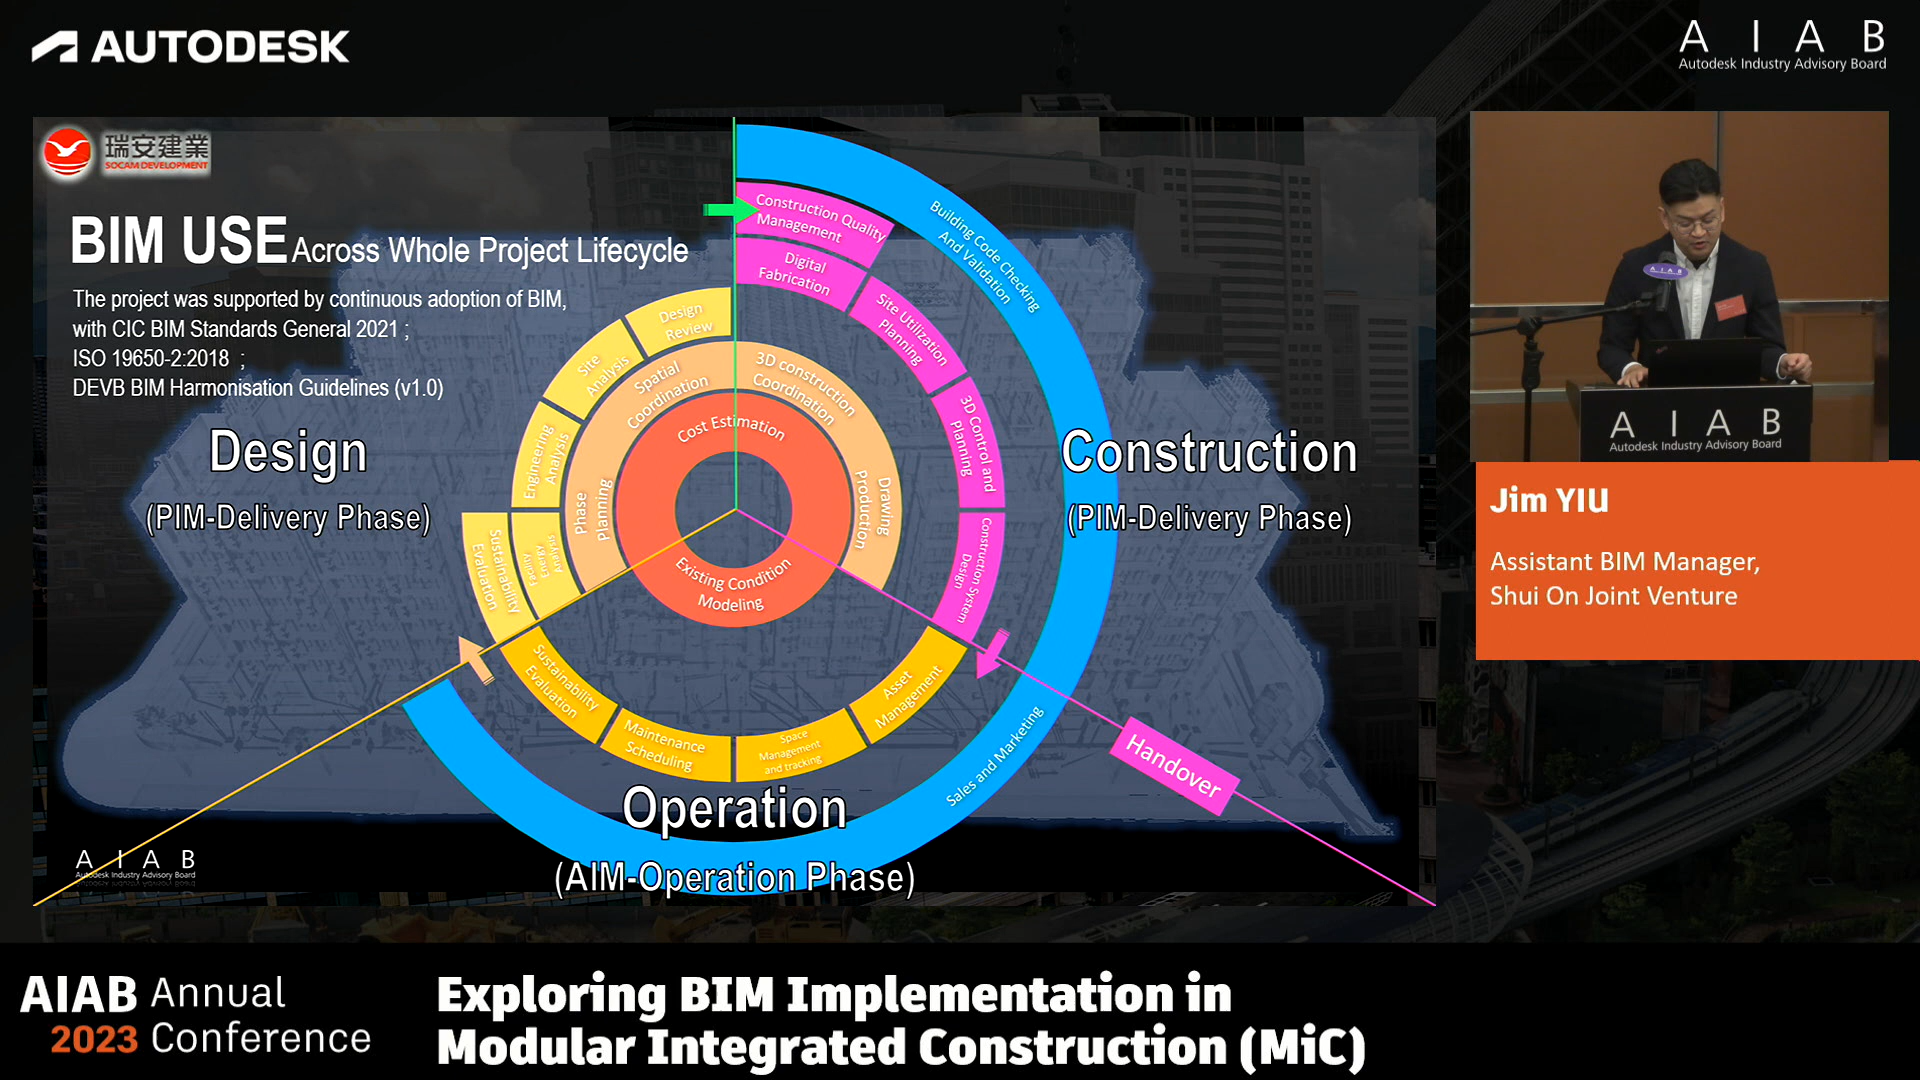 AUTODESK
A I A B
Autodesk Industry Advisory Board
瑞安建業
SOCAM DEVELOPMENT
BIM USE Across Whole Project Lifecycle
The project was supported by continuous adoption of BIM,
with CIC BIM Standards General 2021 ;
ISO 19650-2:2018 ;
DEVB BIM Harmonisation Guidelines (v1.0)
Design
(PIM-Delivery Phase)
Construction
(PIM-Delivery Phase)
Operation
(AIM-Operation Phase)
Building Code Checking
And Validation
Sales and Marketing
Construction Quality
Management
Digital
Fabrication
Site Utilization
Planning
3D Control and
Planning
Construction System
Design
Design
Review
Site
Analysis
Engineering
Analysis
Facility
Energy
Analysis
Sustainability
Evaluation
Spatial
Coordination
Phase
Planning
3D construction
Coordination
Drawing
Production
Cost Estimation
Existing Condition
Modeling
Sustainability
Evaluation
Maintenance
Scheduling
Space
Management
and tracking
Asset
Management
Handover
A I A B
Autodesk Industry Advisory Board
A I A B
A I A B
Autodesk Industry Advisory Board
Jim YIU
Assistant BIM Manager,
Shui On Joint Venture
AIAB Annual
2023 Conference
Exploring BIM Implementation in
Modular Integrated Construction (MiC)